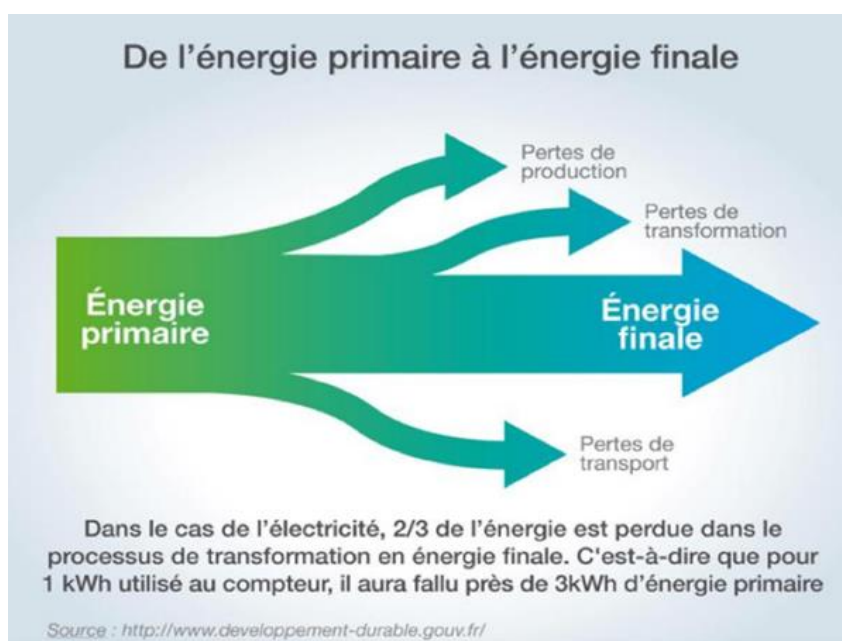 De l'énergie primaire à l'énergie finale
Pertes de
production
Pertes de
transformation
Énergie
primaire
Énergie
finale
Pertes de
transport
Dans le cas de l'électricité, 2/3 de l'énergie est perdue dans le
processus de transformation en énergie finale. C'est-à-dire que pour
1 kWh utilisé au compteur, il aura fallu près de 3kWh d'énergie primaire
Source : http://www.developpement-durable.gouv.fr/